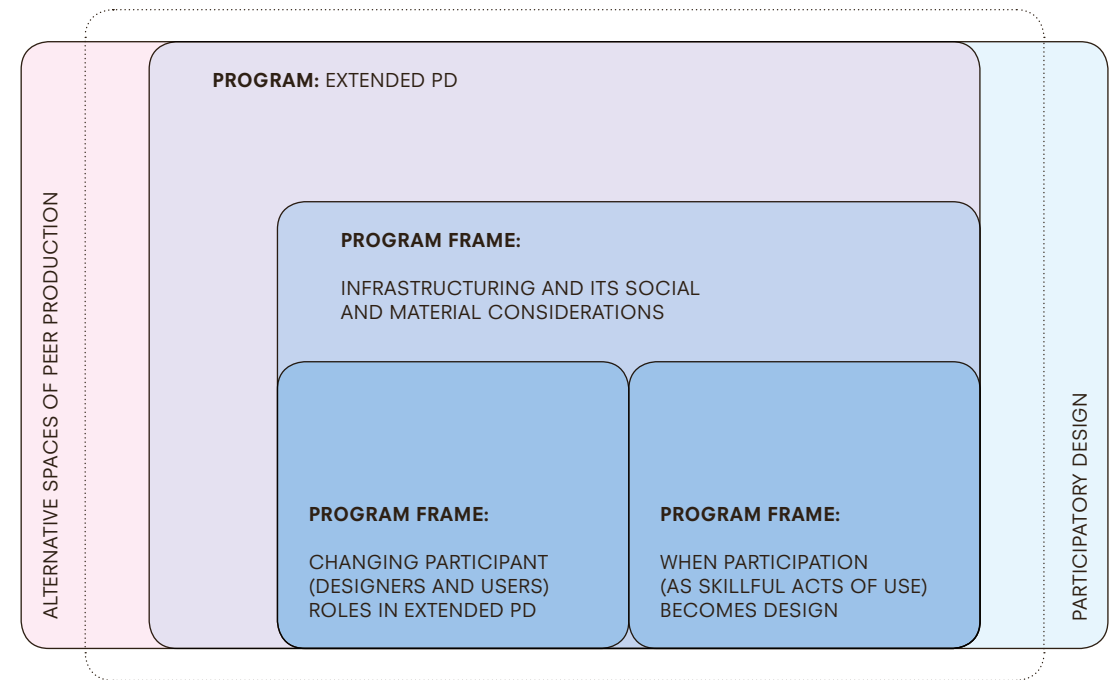 ALTERNATIVE SPACES OF PEER PRODUCTION
PROGRAM: EXTENDED PD
PROGRAM FRAME:
INFRASTRUCTURING AND ITS SOCIAL
AND MATERIAL CONSIDERATIONS
PROGRAM FRAME:
CHANGING PARTICIPANT
(DESIGNERS AND USERS)
ROLES IN EXTENDED PD
PROGRAM FRAME:
WHEN PARTICIPATION
(AS SKILLFUL ACTS OF USE)
BECOMES DESIGN
PARTICIPATORY DESIGN